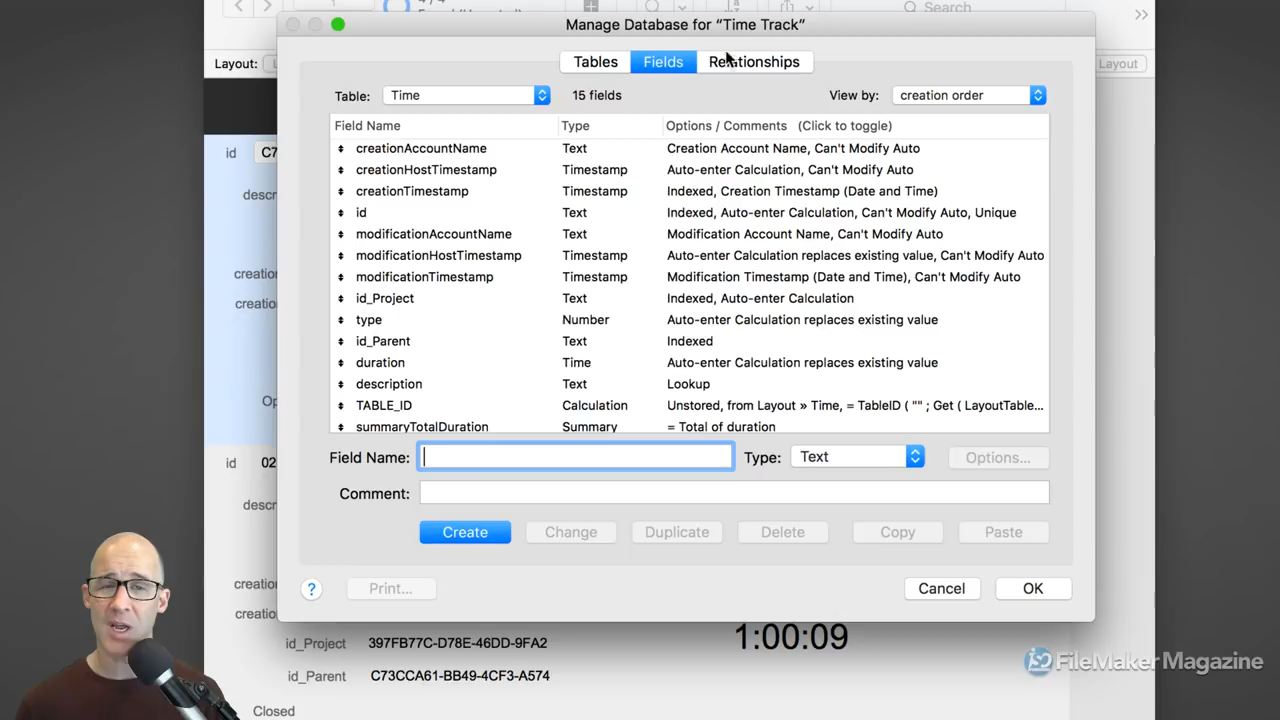 Manage Database for “Time Track”
Search
Layout:
Layout
Tables Fields Relationships
Table: Time 15 fields View by: creation order
Field Name Type Options / Comments (Click to toggle)
creationAccountName Text Creation Account Name, Can't Modify Auto
creationHostTimestamp Timestamp Auto-enter Calculation, Can't Modify Auto
creationTimestamp Timestamp Indexed, Creation Timestamp (Date and Time)
id Text Indexed, Auto-enter Calculation, Can't Modify Auto, Unique
modificationAccountName Text Modification Account Name, Can't Modify Auto
modificationHostTimestamp Timestamp Auto-enter Calculation replaces existing value, Can't Modify Auto
modificationTimestamp Timestamp Modification Timestamp (Date and Time), Can't Modify Auto
id_Project Text Indexed, Auto-enter Calculation
type Number Auto-enter Calculation replaces existing value
id_Parent Text Indexed
duration Time Auto-enter Calculation replaces existing value
description Text Lookup
TABLE_ID Calculation Unstored, from Layout » Time, = TableID ( "" ; Get ( LayoutTable...
summaryTotalDuration Summary = Total of duration
Field Name: Type: Text Options...
Comment:
Create Change Duplicate Delete Copy Paste
? Print... Cancel OK
id C7
descr
creatio
creation
Op
id 02
descr
creatio
creatio
id_Project 397FB77C-D78E-46DD-9FA2
1:00:09
id_Parent C73CCA61-BB49-4CF3-A574
Closed
ISO FileMaker Magazine